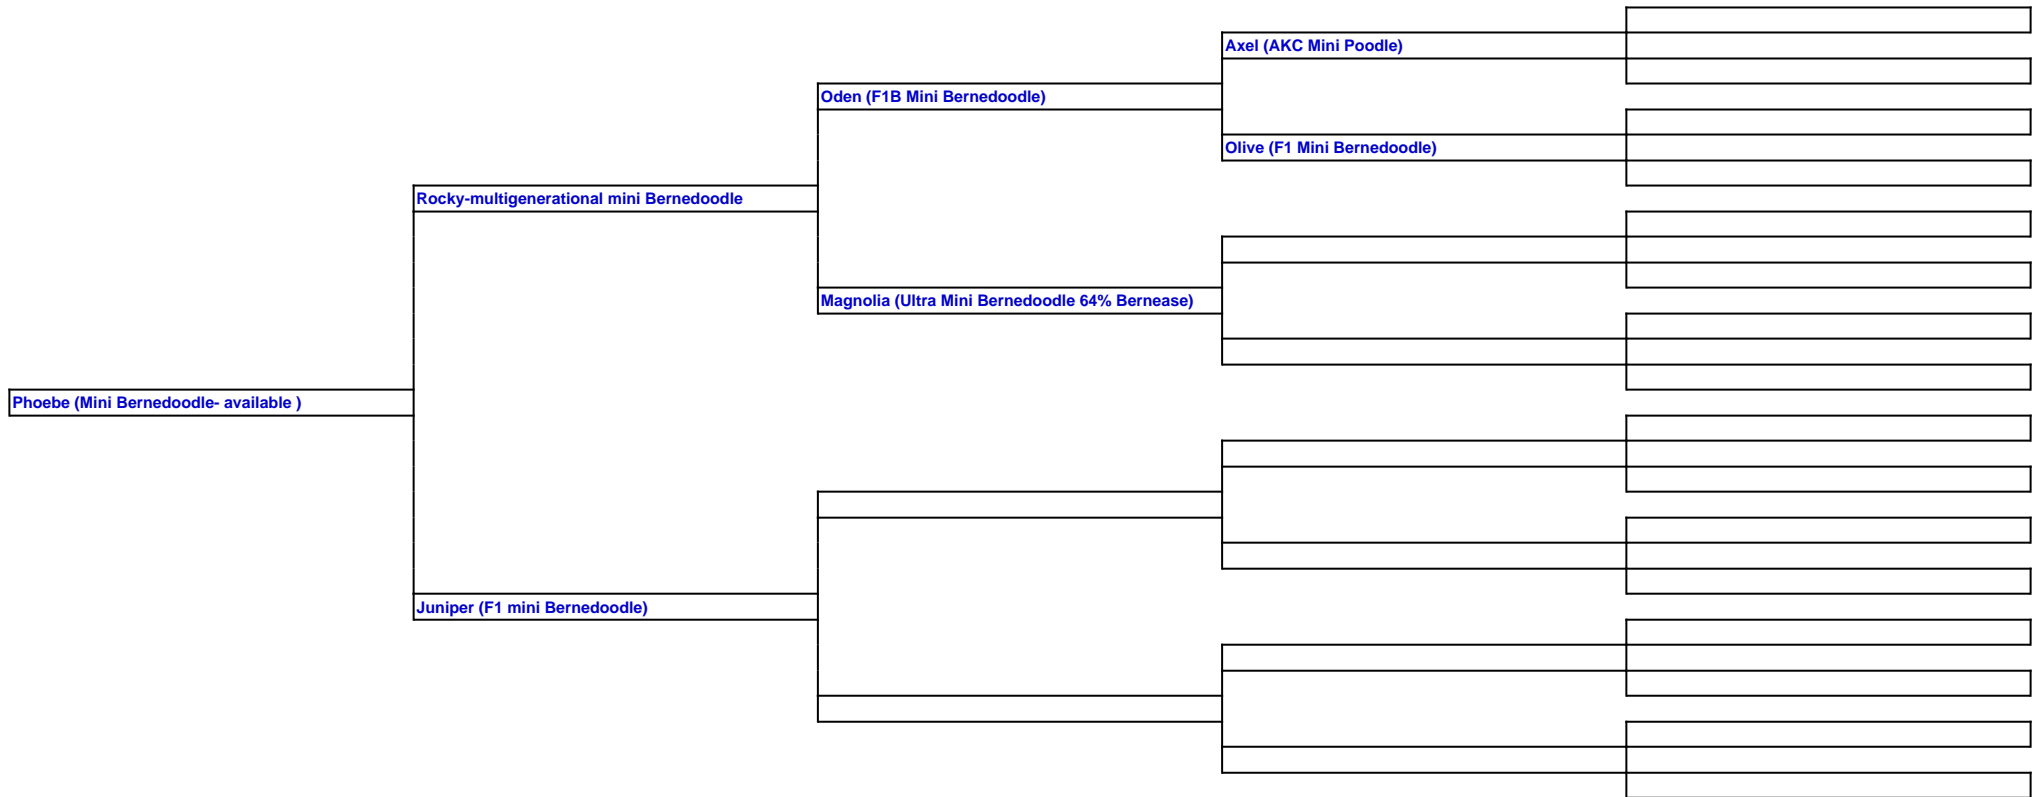 Axel (AKC Mini Poodle)
Oden (F1B Mini Bernedoodle)
Olive (F1 Mini Bernedoodle)
Rocky-multigenerational mini Bernedoodle
Magnolia (Ultra Mini Bernedoodle 64% Bernease)
Phoebe (Mini Bernedoodle- available )
Juniper (F1 mini Bernedoodle)